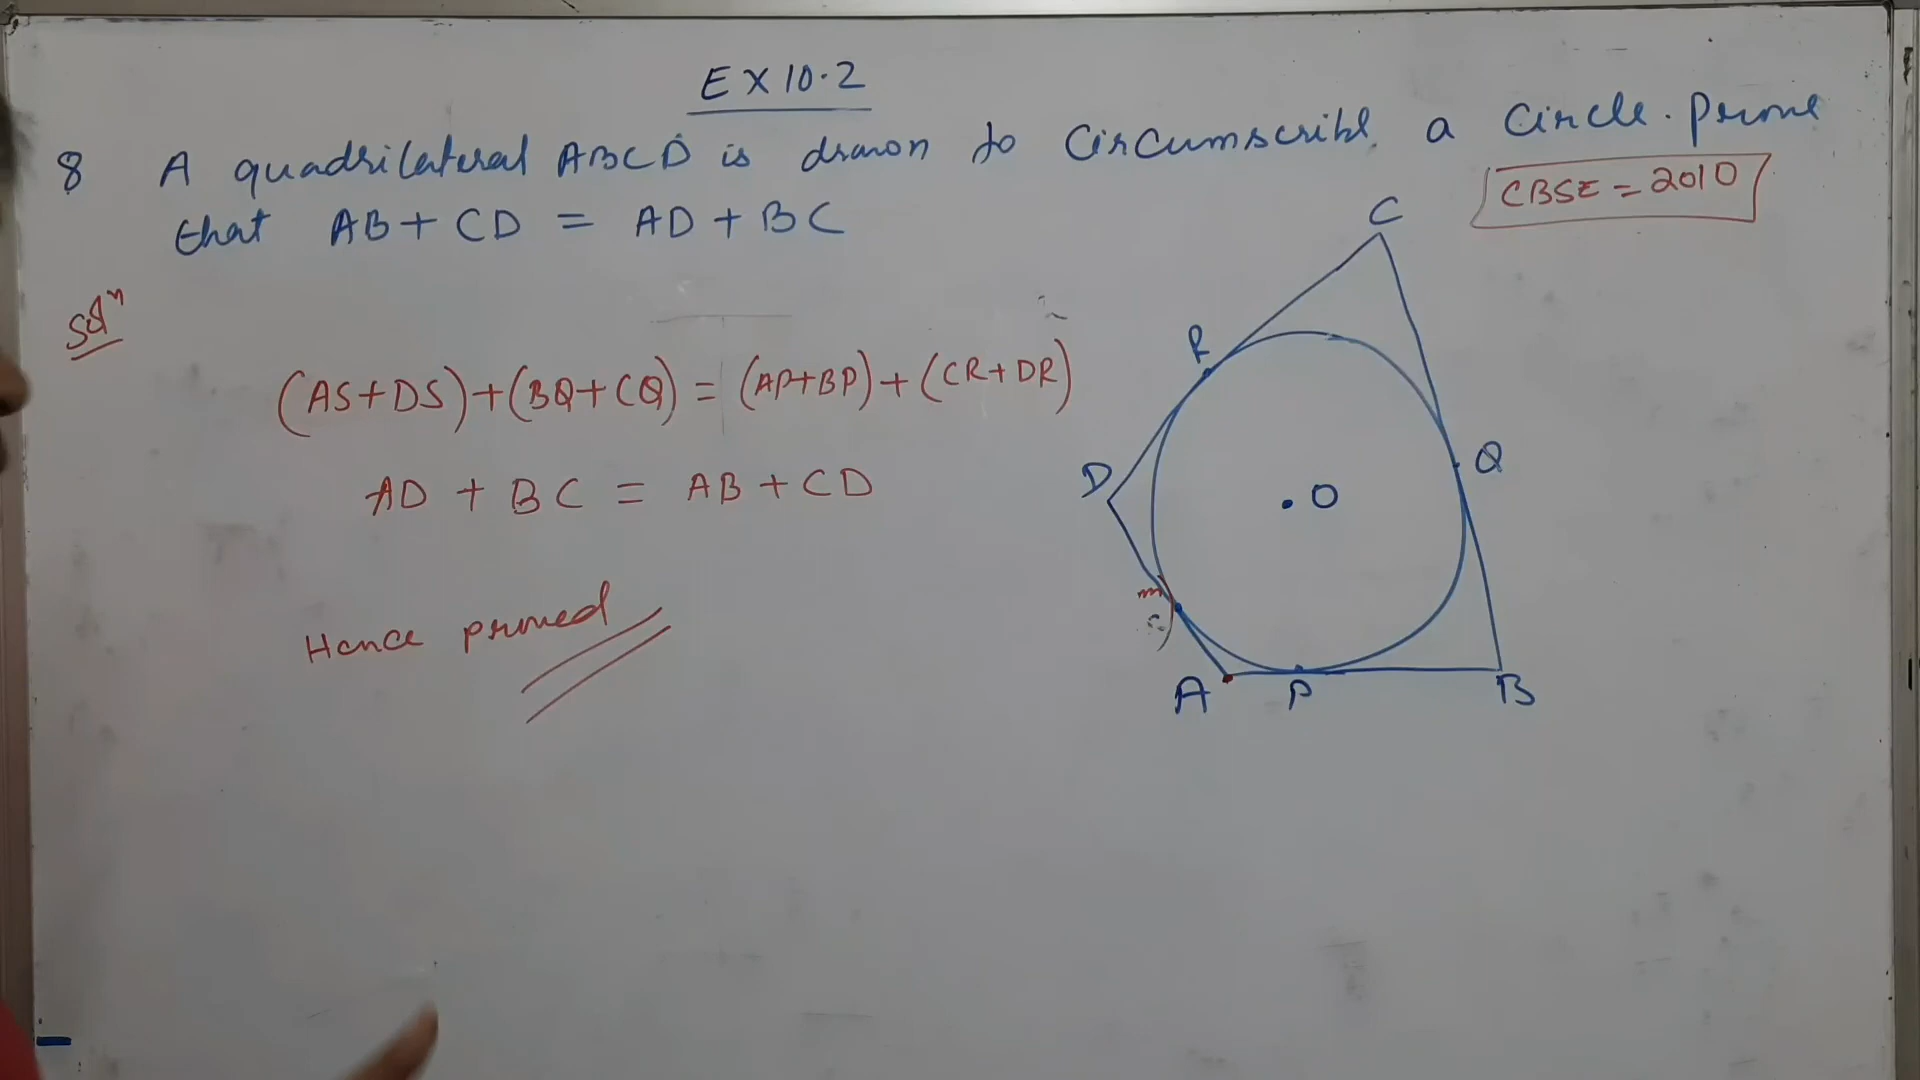 EX 10.2
8 A quadrilateral ABCD is drawn to circumscribe a circle. Prove
that AB + CD = AD + BC
CBSE = 2010
Solⁿ
(AS+DS)+(BQ+CQ) = (AP+BP)+(CR+DR)
AD + BC = AB + CD
Hence proved
C
R
D
Q
.O
A
P
B